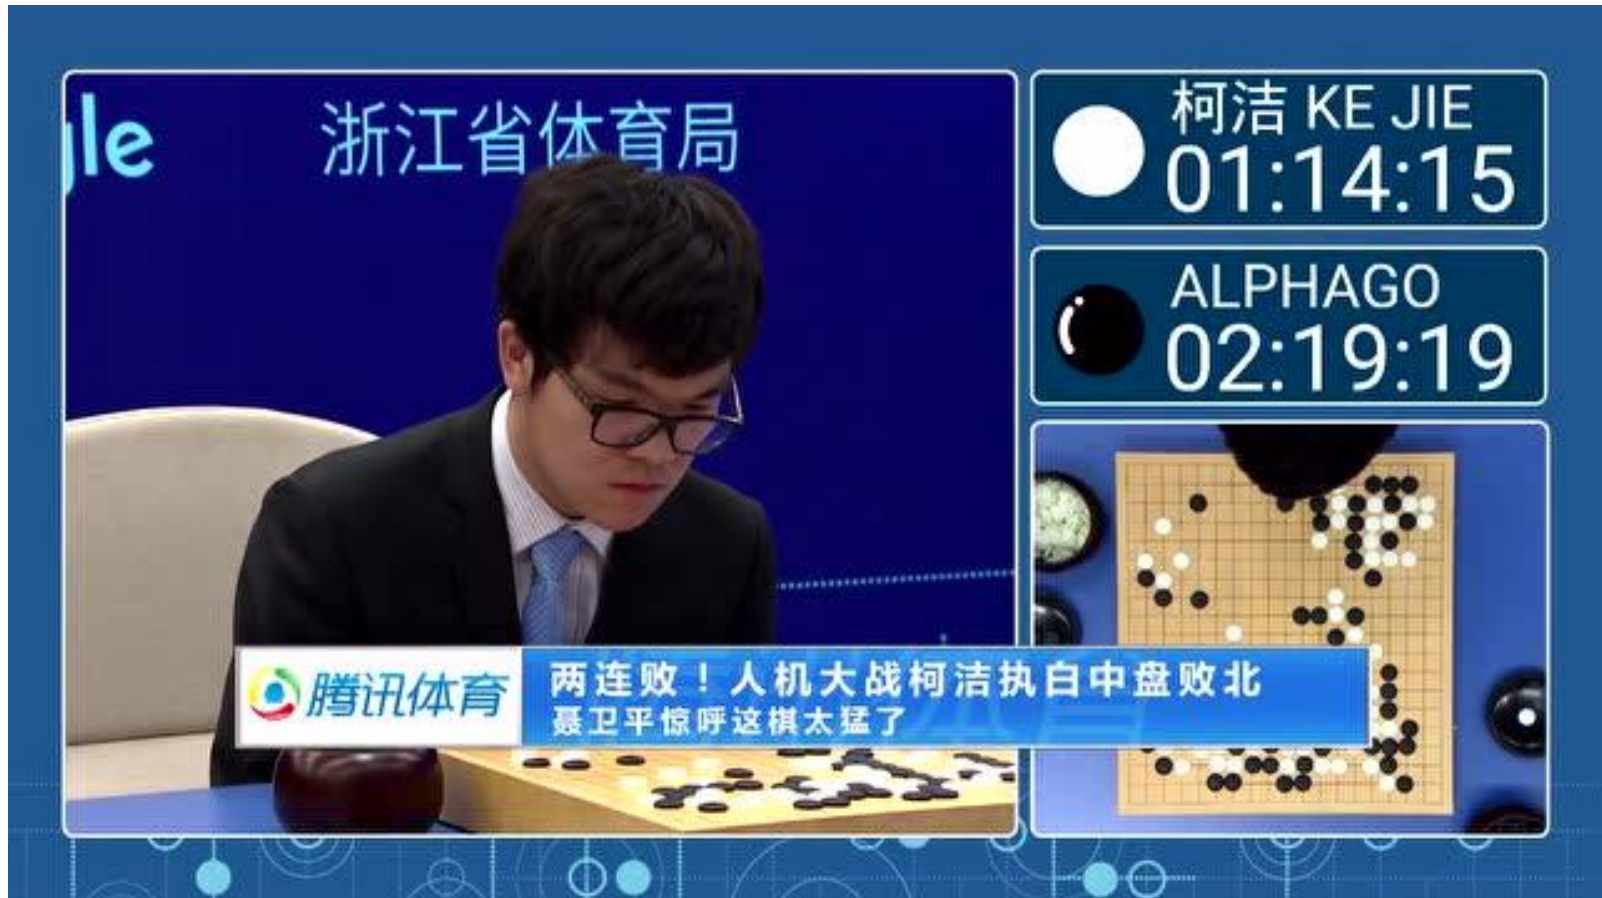 gle
浙江省体育局
柯洁 KE JIE
01:14:15
ALPHAGO
02:19:19
腾讯体育
两连败！人机大战柯洁执白中盘败北
聂卫平惊呼这棋太猛了